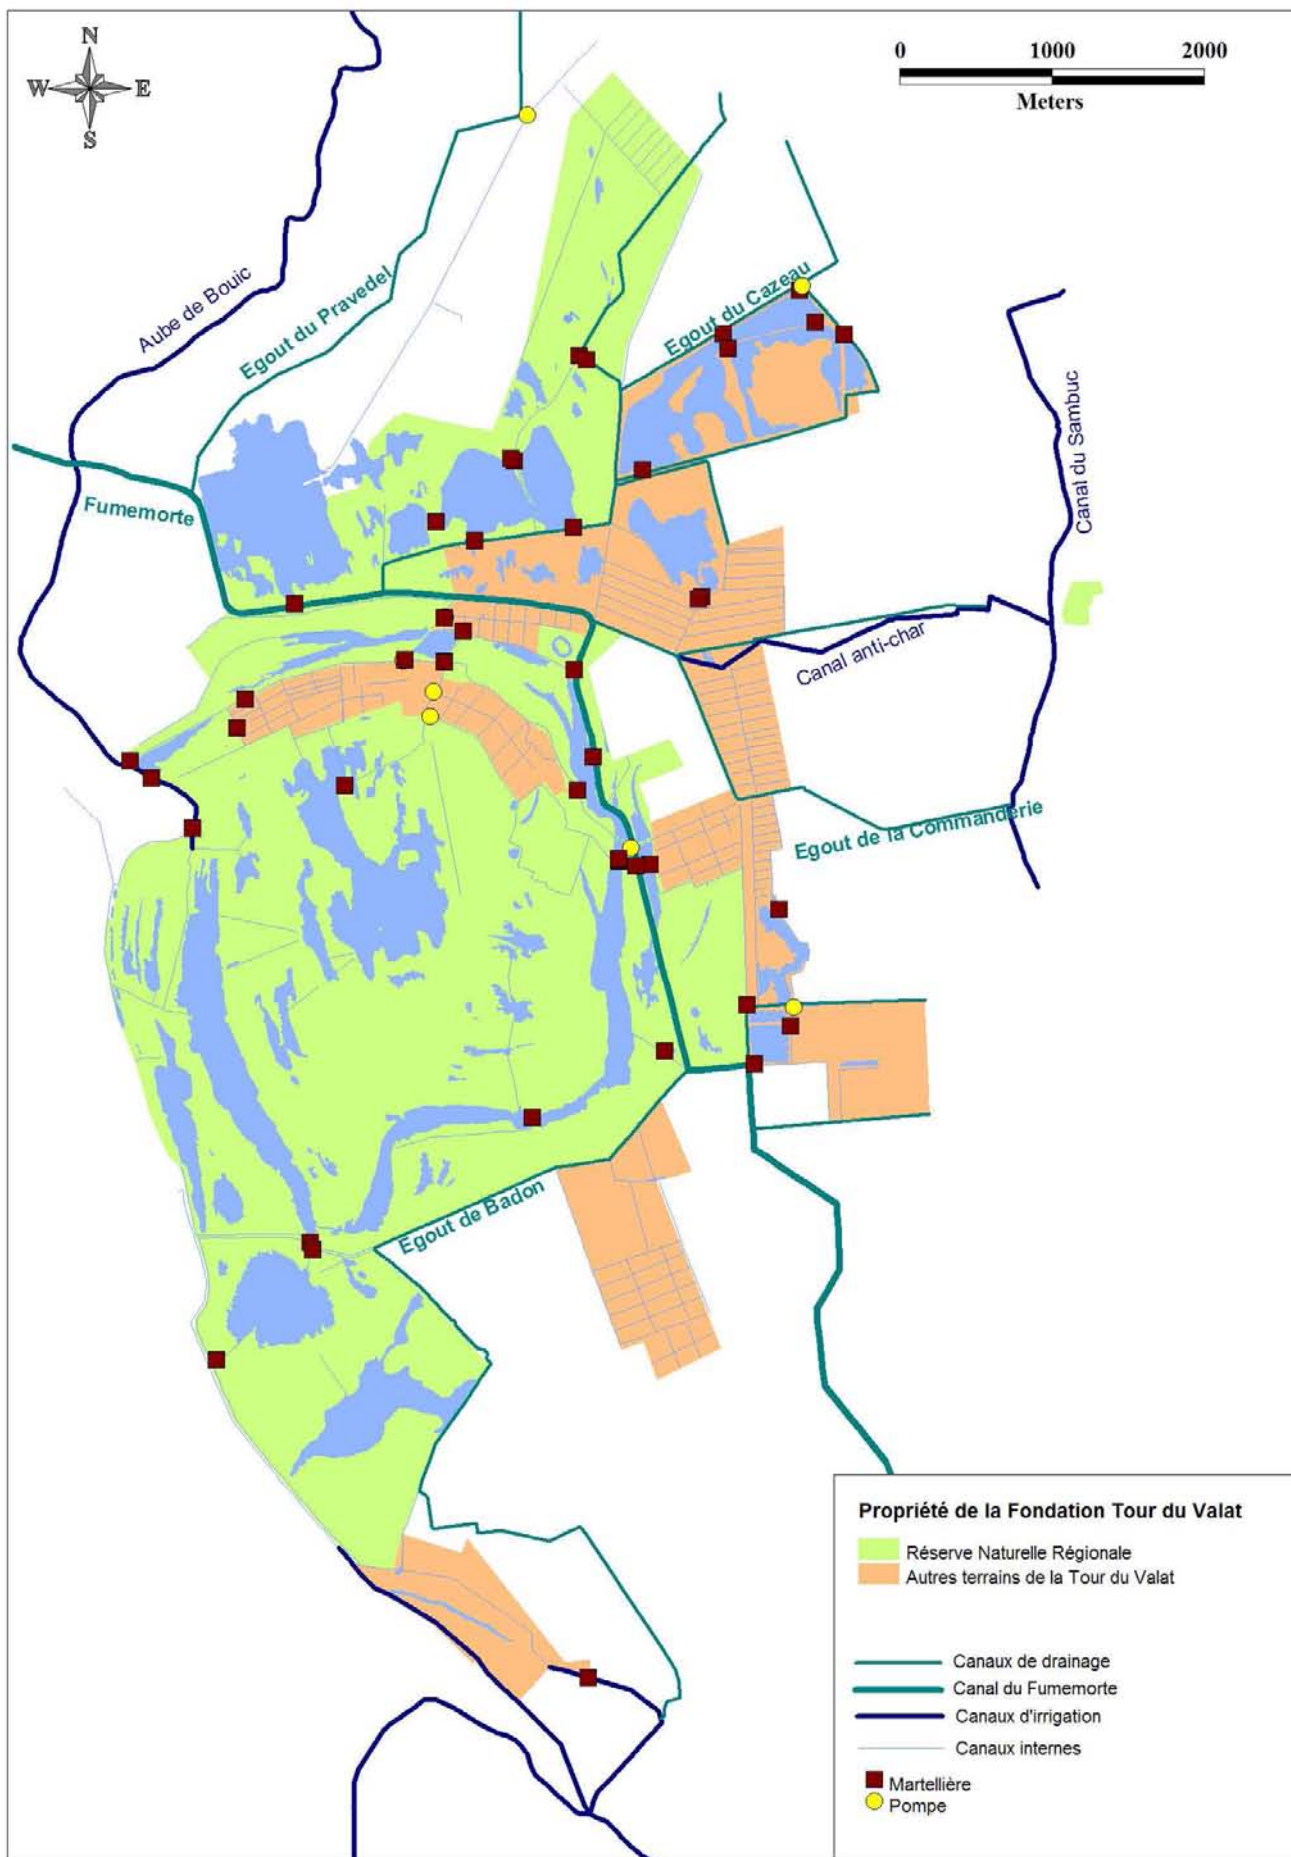 N
W E
S
0 1000 2000
Meters
Aube de Bouic
Egout du Pravedel
Egout du Cazeau
Canal du Sambuc
Fumemorte
Canal anti-char
Egout de la Commanderie
Egout de Badon
Propriété de la Fondation Tour du Valat
Réserve Naturelle Régionale
Autres terrains de la Tour du Valat
Canaux de drainage
Canal du Fumemorte
Canaux d'irrigation
Canaux internes
Martellière
Pompe